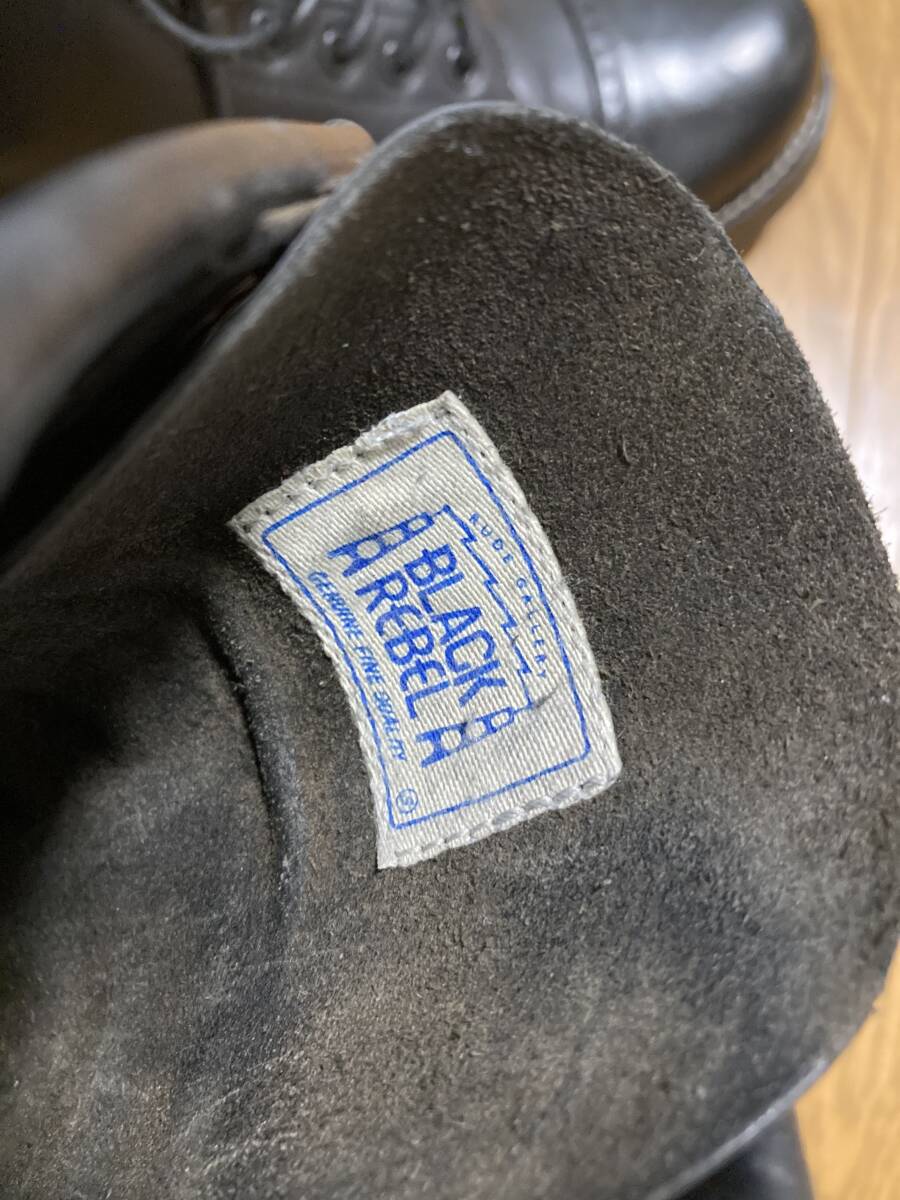 RUDE GALLERY
BLACK
REBEL
GENUINE FINE QUALITY